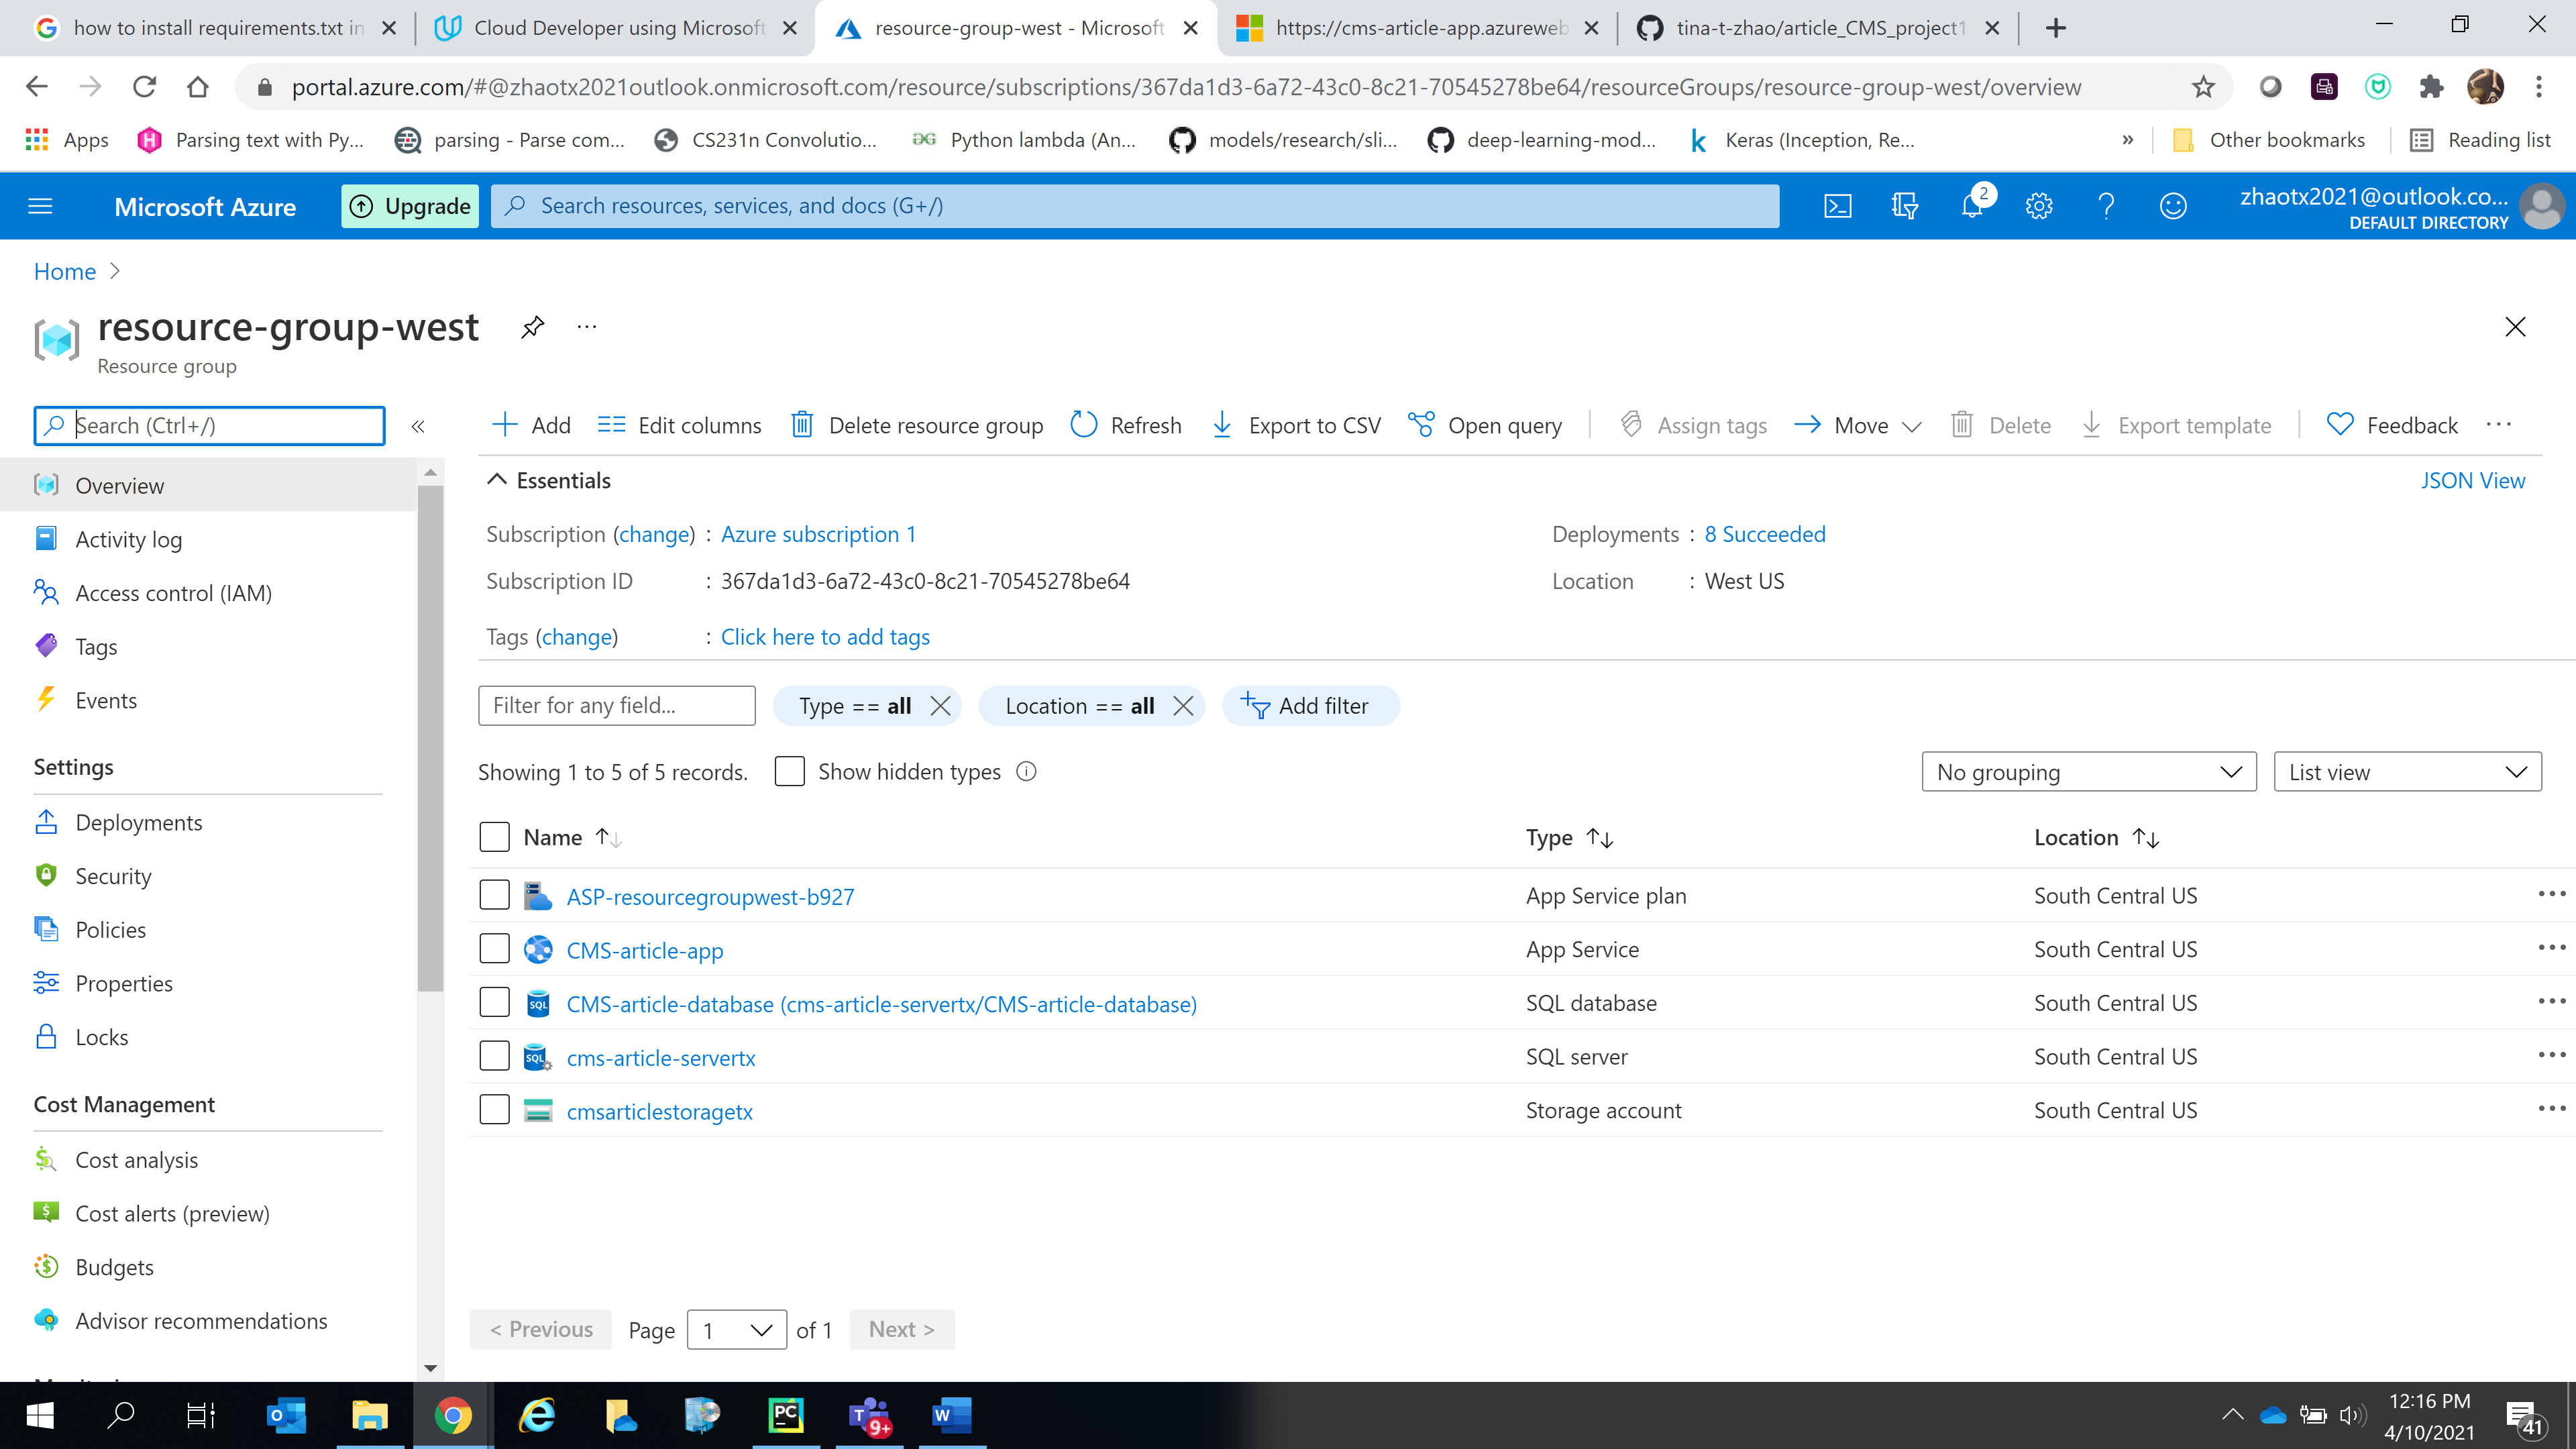 how to install requirements.txt in
Cloud Developer using Microsoft
resource-group-west - Microsoft
https://cms-article-app.azureweb
tina-t-zhao/article_CMS_project1
portal.azure.com/#@zhaotx2021outlook.onmicrosoft.com/resource/subscriptions/367da1d3-6a72-43c0-8c21-70545278be64/resourceGroups/resource-group-west/overview
Apps
Parsing text with Py...
parsing - Parse com...
CS231n Convolutio...
Python lambda (An...
models/research/sli...
deep-learning-mod...
Keras (Inception, Re...
»
Other bookmarks
Reading list
Microsoft Azure
Upgrade
Search resources, services, and docs (G+/)
2
zhaotx2021@outlook.co...
DEFAULT DIRECTORY
Home >
resource-group-west
Resource group
Search (Ctrl+/)
«
Add
Edit columns
Delete resource group
Refresh
Export to CSV
Open query
Assign tags
Move
Delete
Export template
Feedback
Overview
Activity log
Access control (IAM)
Tags
Events
Settings
Deployments
Security
Policies
Properties
Locks
Cost Management
Cost analysis
Cost alerts (preview)
Budgets
Advisor recommendations
Essentials
JSON View
Subscription (change) : Azure subscription 1
Deployments : 8 Succeeded
Subscription ID : 367da1d3-6a72-43c0-8c21-70545278be64
Location : West US
Tags (change) : Click here to add tags
Filter for any field...
Type == all
Location == all
Add filter
Showing 1 to 5 of 5 records.
Show hidden types
No grouping
List view
Name
Type
Location
ASP-resourcegroupwest-b927
App Service plan
South Central US
CMS-article-app
App Service
South Central US
CMS-article-database (cms-article-servertx/CMS-article-database)
SQL database
South Central US
cms-article-servertx
SQL server
South Central US
cmsarticlestoragetx
Storage account
South Central US
< Previous
Page 1 of 1
Next >
9+
12:16 PM
4/10/2021
41